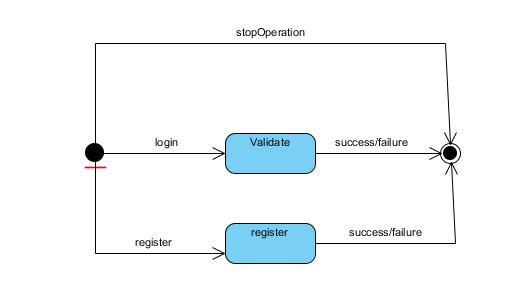 stopOperation
login
Validate
success/failure
register
register
success/failure